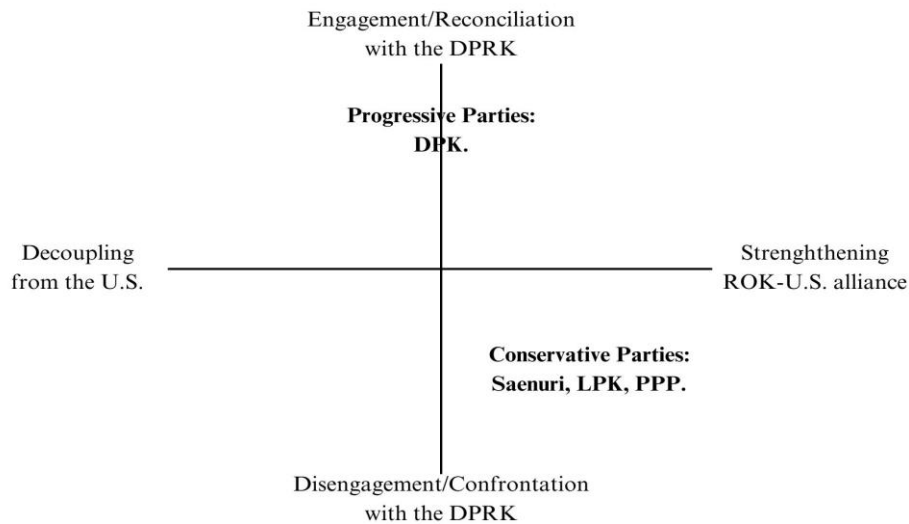 Engagement/Reconciliation
with the DPRK
Progressive Parties:
DPK.
Decoupling
from the U.S.
Strenghthening
ROK-U.S. alliance
Conservative Parties:
Saenuri, LPK, PPP.
Disengagement/Confrontation
with the DPRK